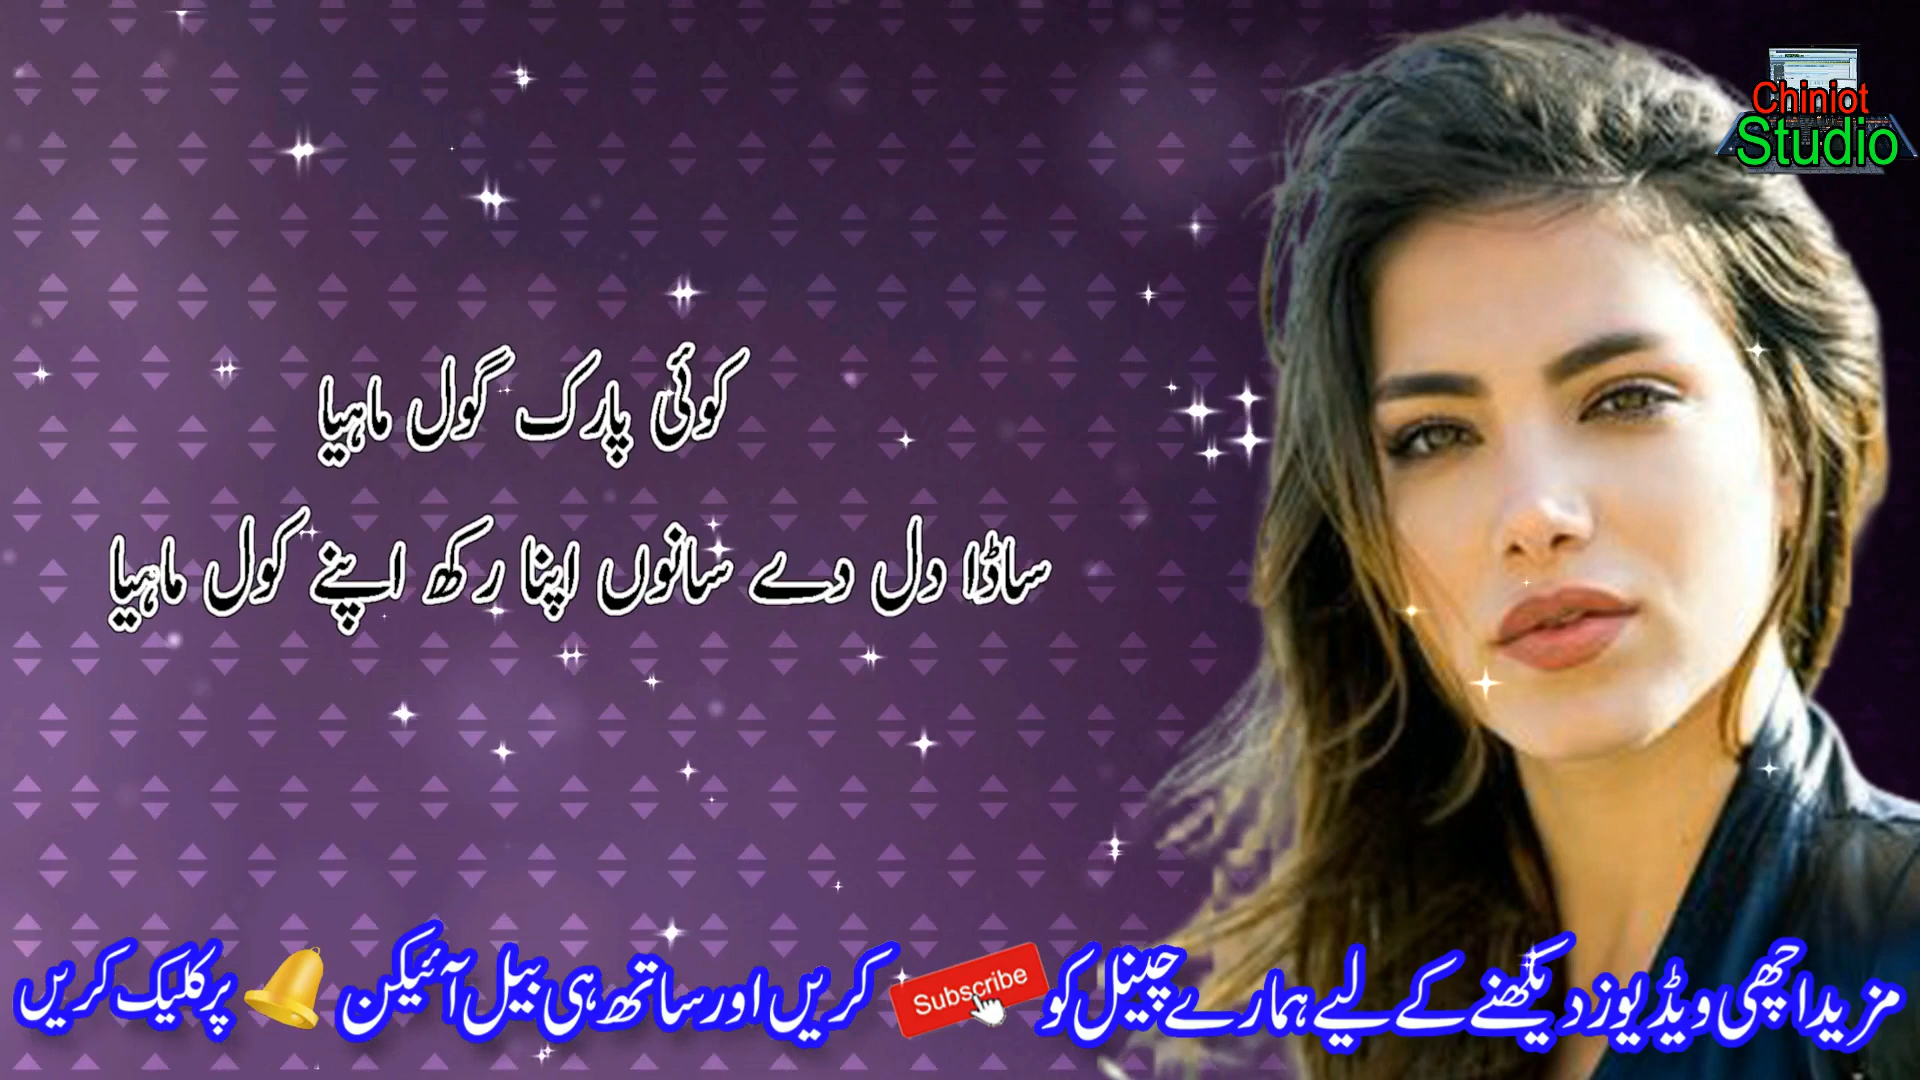 Chiniot
Studio
کوئی پارک گول ماہیا
ساڈا دل دے سانوں اپنا رکھ اپنے کول ماہیا
مزید اچھی ویڈیوز دیکھنے کے لیے ہمارے چینل کو Subscribe کریں اور ساتھ ہی بیل آئیکن پر کلیک کریں